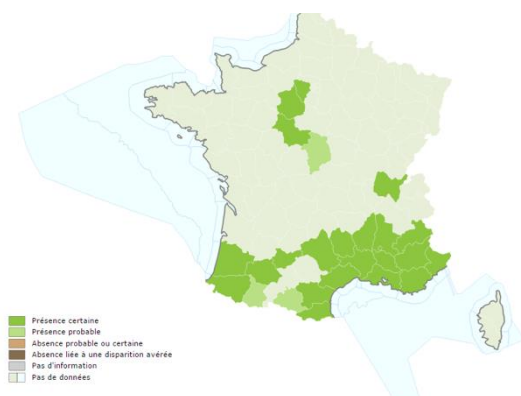 Présence certaine
Présence probable
Absence probable ou certaine
Absence liée à une disparition avérée
Pas d'information
Pas de données